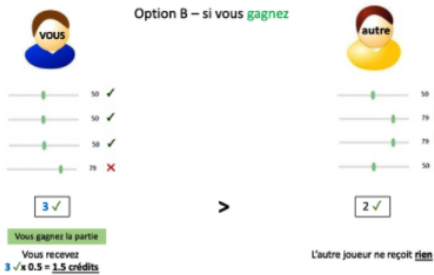 Option B – si vous gagnez
vous
autre
50 ✓
50
50 ✓
79
50 ✓
79
79 ✗
50
3 ✓
>
2 ✓
Vous gagnez la partie
Vous recevez
3 ✓x 0.5 = 1.5 crédits
L'autre joueur ne reçoit rien